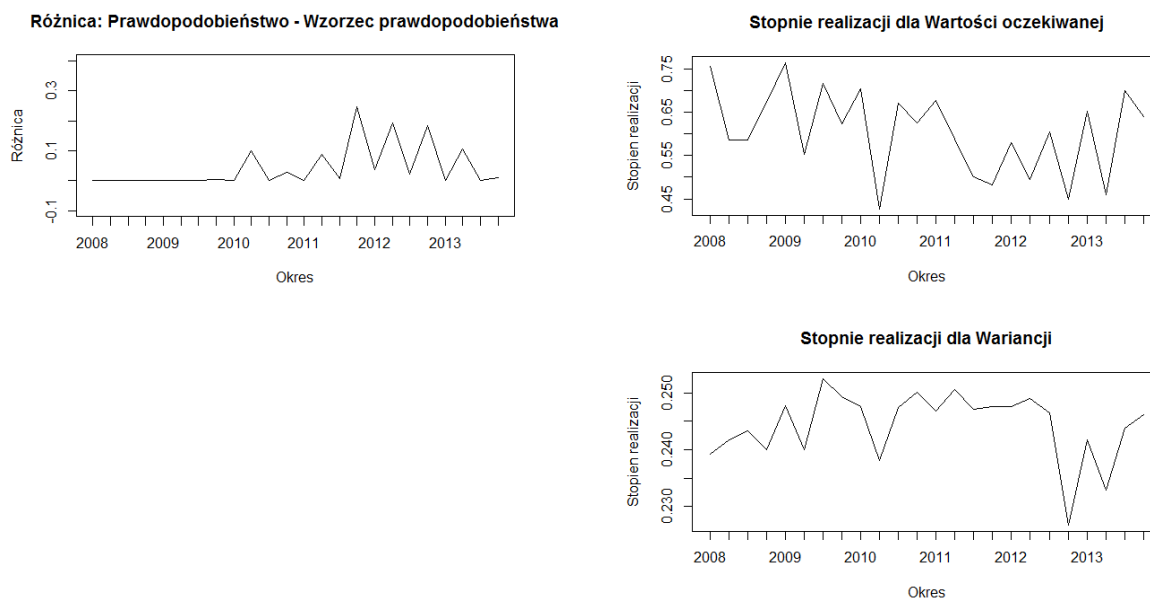 Różnica: Prawdopodobieństwo - Wzorzec prawdopodobieństwa
Różnica
0.3
0.1
-0.1
2008 2009 2010 2011 2012 2013
Okres
Stopnie realizacji dla Wartości oczekiwanej
Stopien realizacji
0.75
0.65
0.55
0.45
2008 2009 2010 2011 2012 2013
Okres
Stopnie realizacji dla Wariancji
Stopien realizacji
0.250
0.240
0.230
2008 2009 2010 2011 2012 2013
Okres